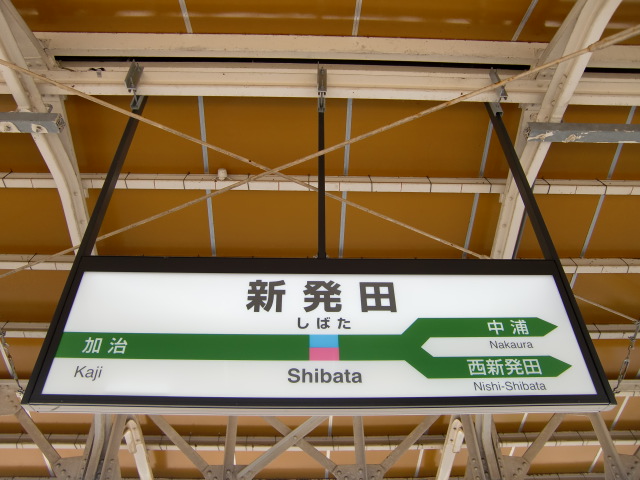 新発田
しばた
Shibata
加治
Kaji
中浦
Nakaura
西新発田
Nishi-Shibata